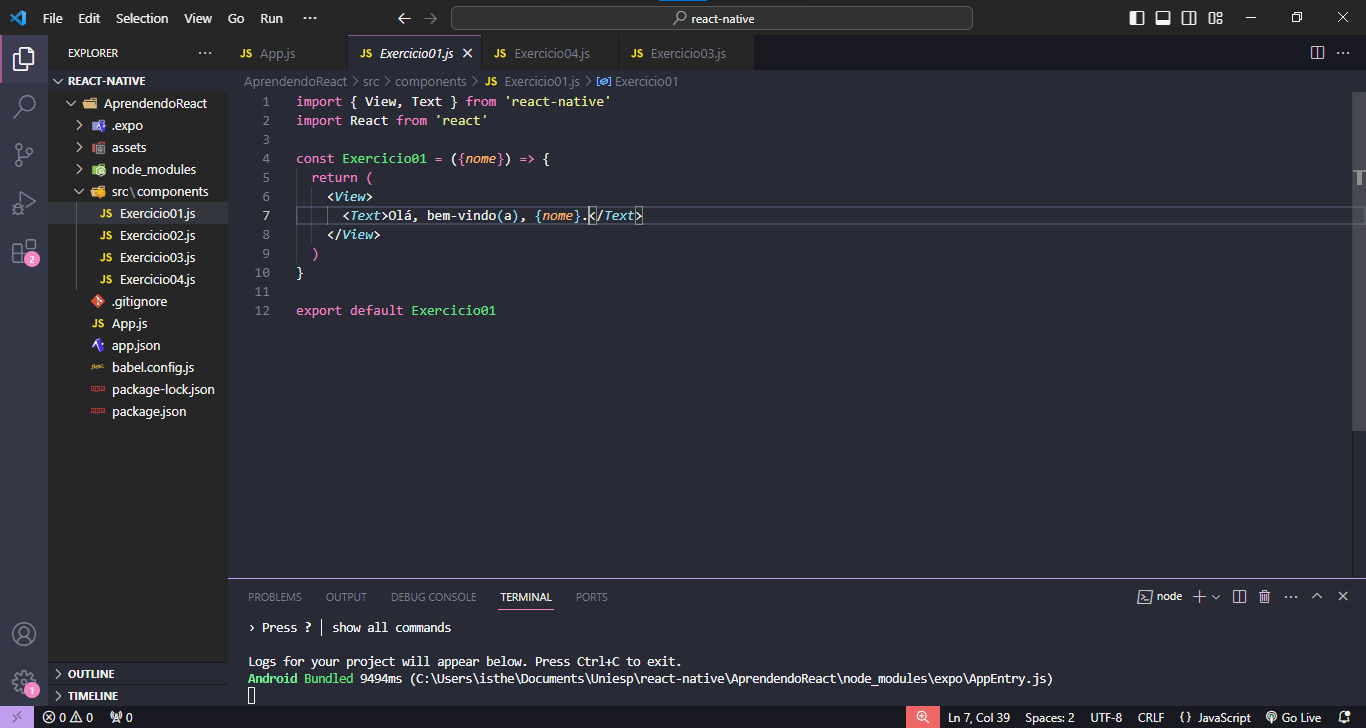 File Edit Selection View Go Run ··· react-native
EXPLORER ···
REACT-NATIVE
AprendendoReact
.expo
assets
node_modules
src\components
JS Exercicio01.js
JS Exercicio02.js
JS Exercicio03.js
JS Exercicio04.js
.gitignore
JS App.js
app.json
babel.config.js
package-lock.json
package.json
OUTLINE
TIMELINE
JS App.js JS Exercicio01.js JS Exercicio04.js JS Exercicio03.js ···
AprendendoReact > src > components > JS Exercicio01.js > Exercicio01
1 import { View, Text } from 'react-native'
2 import React from 'react'
3
4 const Exercicio01 = ({nome}) => {
5 return (
6 <View>
7 <Text>Olá, bem-vindo(a), {nome}.</Text>
8 </View>
9 )
10 }
11
12 export default Exercicio01
PROBLEMS OUTPUT DEBUG CONSOLE TERMINAL PORTS node ···
› Press ? │ show all commands
Logs for your project will appear below. Press Ctrl+C to exit.
Android Bundled 9494ms (C:\Users\isthe\Documents\Uniesp\react-native\AprendendoReact\node_modules\expo\AppEntry.js)
2
1
0 0 0 Ln 7, Col 39 Spaces: 2 UTF-8 CRLF {} JavaScript Go Live